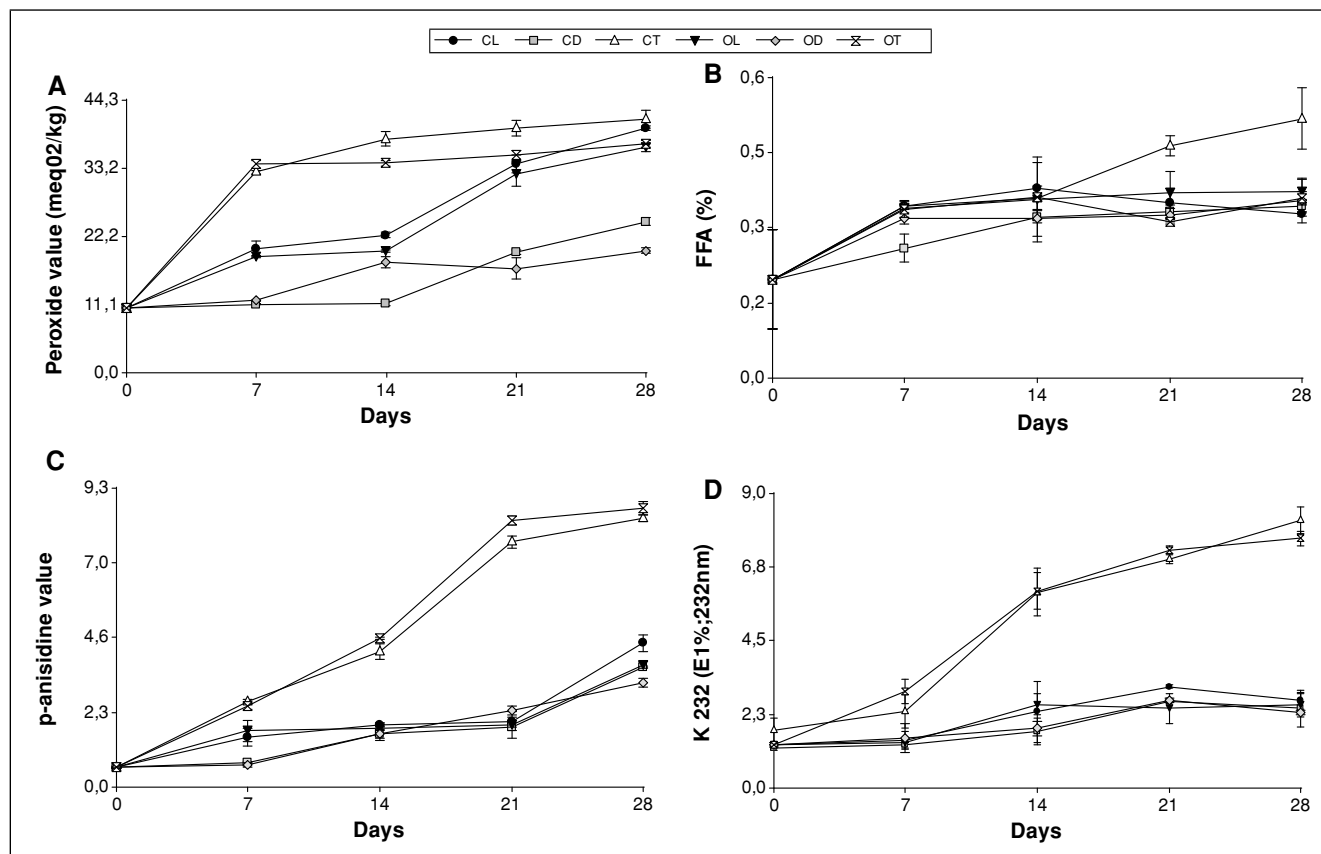 CL CD CT OL OD OT
A
Peroxide value (meq02/kg)
44,3
33,2
22,2
11,1
0,0
0 7 14 21 28
Days
B
FFA (%)
0,6
0,5
0,3
0,2
0,0
0 7 14 21 28
Days
C
p-anisidine value
9,3
7,0
4,6
2,3
0,0
0 7 14 21 28
Days
D
K 232 (E1%;232nm)
9,0
6,8
4,5
2,3
0,0
0 7 14 21 28
Days